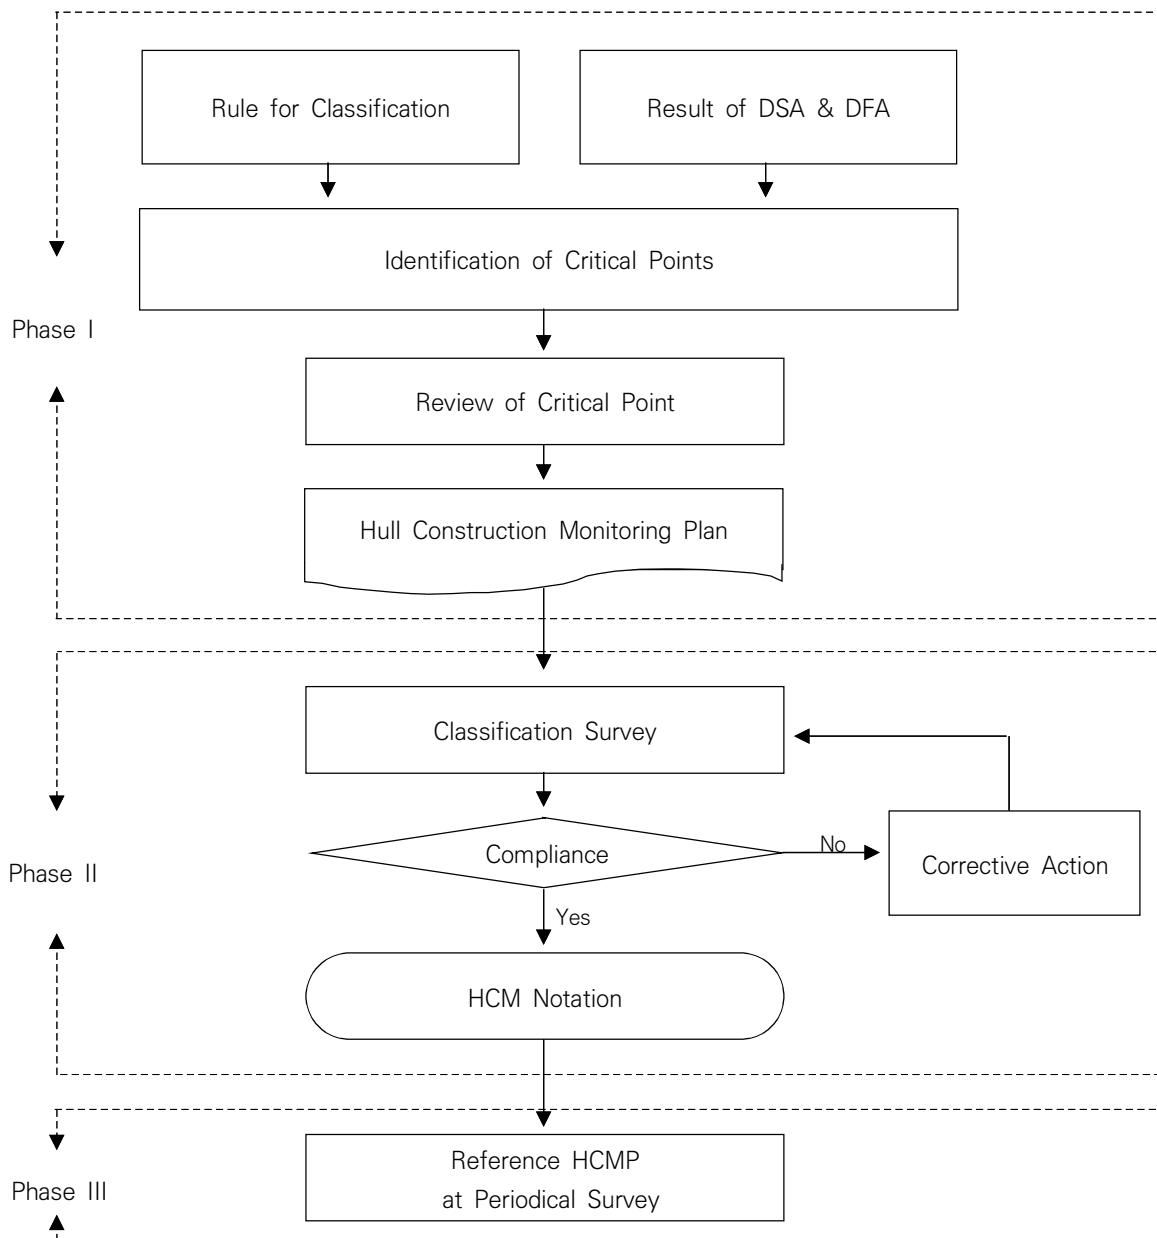 Rule for Classification
Result of DSA & DFA
Identification of Critical Points
Phase I
Review of Critical Point
Hull Construction Monitoring Plan
Classification Survey
Compliance
No
Corrective Action
Phase II
Yes
HCM Notation
Reference HCMP
at Periodical Survey
Phase III